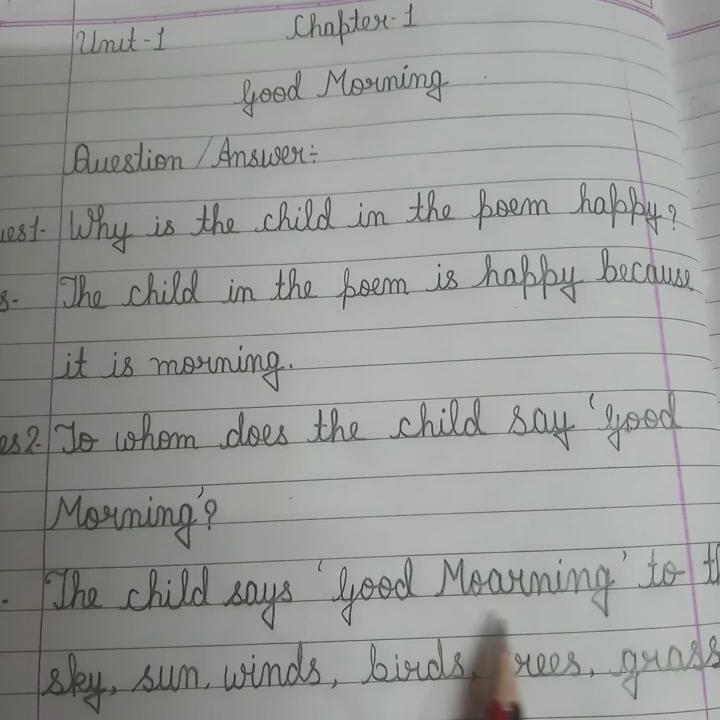 Unit-1 Chapter-1
Good Morning
Question / Answer:-
ues1- Why is the child in the poem happy?
s- The child in the poem is happy because
it is morning.
es2. To whom does the child say 'good
Morning'?
. The child says 'good Moarning' to t
sky, sun, winds, birds, rees, grass